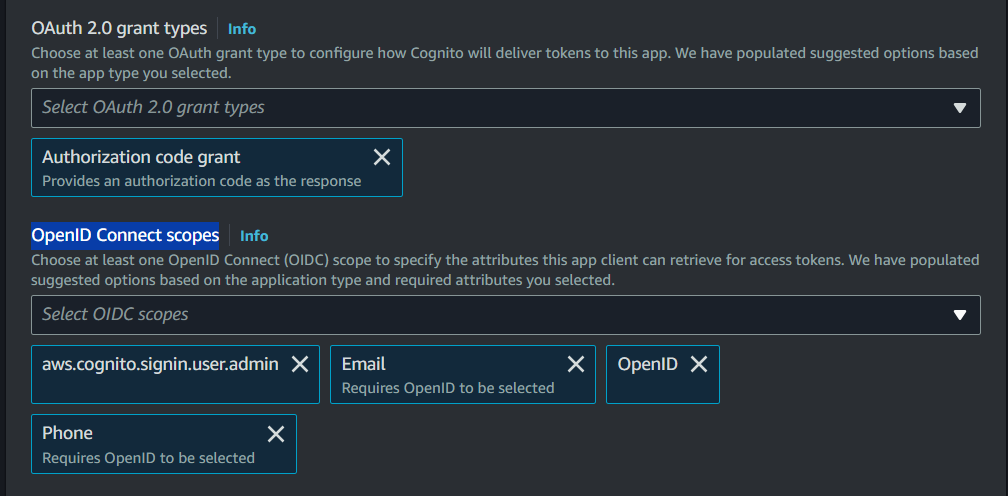 OAuth 2.0 grant types Info
Choose at least one OAuth grant type to configure how Cognito will deliver tokens to this app. We have populated suggested options based
on the app type you selected.
Select OAuth 2.0 grant types
Authorization code grant
Provides an authorization code as the response
OpenID Connect scopes Info
Choose at least one OpenID Connect (OIDC) scope to specify the attributes this app client can retrieve for access tokens. We have populated
suggested options based on the application type and required attributes you selected.
Select OIDC scopes
aws.cognito.signin.user.admin
Email
Requires OpenID to be selected
OpenID
Phone
Requires OpenID to be selected